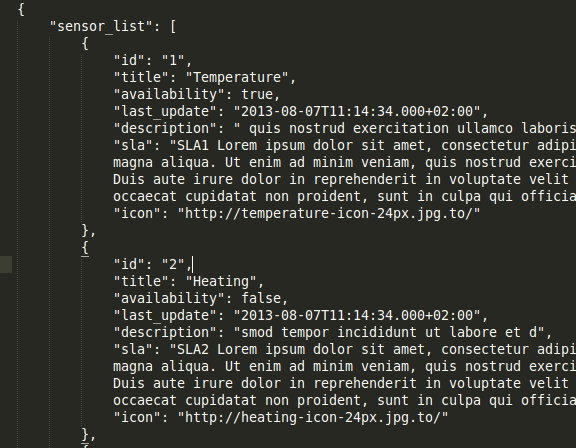 {
"sensor_list": [
{
"id": "1",
"title": "Temperature",
"availability": true,
"last_update": "2013-08-07T11:14:34.000+02:00",
"description": " quis nostrud exercitation ullamco laboris
"sla": "SLA1 Lorem ipsum dolor sit amet, consectetur adipi
magna aliqua. Ut enim ad minim veniam, quis nostrud exerci
Duis aute irure dolor in reprehenderit in voluptate velit
occaecat cupidatat non proident, sunt in culpa qui officia
"icon": "http://temperature-icon-24px.jpg.to/"
},
{
"id": "2",
"title": "Heating",
"availability": false,
"last_update": "2013-08-07T11:14:34.000+02:00",
"description": "smod tempor incididunt ut labore et d",
"sla": "SLA2 Lorem ipsum dolor sit amet, consectetur adipi
magna aliqua. Ut enim ad minim veniam, quis nostrud exerci
Duis aute irure dolor in reprehenderit in voluptate velit
occaecat cupidatat non proident, sunt in culpa qui officia
"icon": "http://heating-icon-24px.jpg.to/"
},